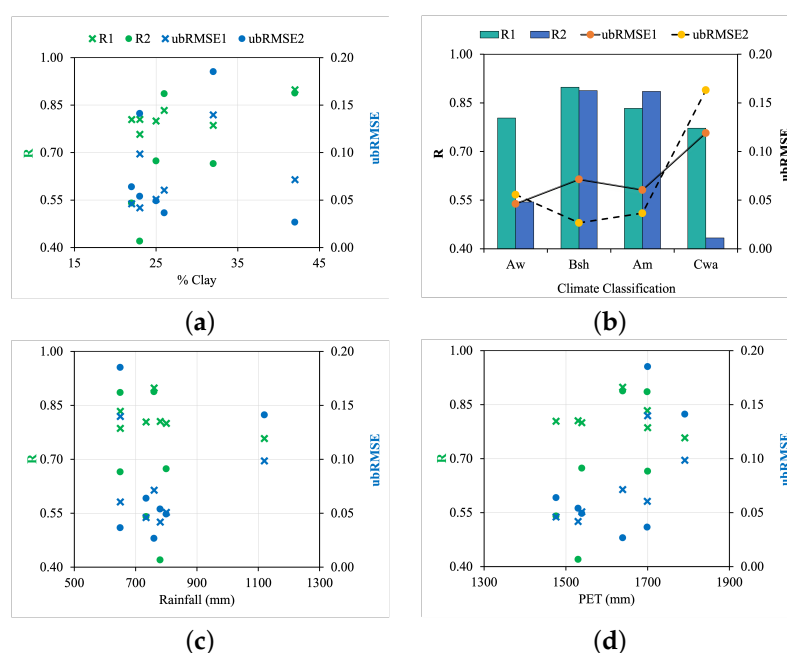 R1 R2 ubRMSE1 ubRMSE2
1.00 0.20
0.85 0.15
0.70 0.10
0.55 0.05
0.40 0.00
15 25 35 45
R
ubRMSE
% Clay
(a)
R1 R2 ubRMSE1 ubRMSE2
1.00 0.20
0.85 0.15
0.70 0.10
0.55 0.05
0.40 0.00
Aw Bsh Am Cwa
R
ubRMSE
Climate Classification
(b)
1.00 0.20
0.85 0.15
0.70 0.10
0.55 0.05
0.40 0.00
500 700 900 1100 1300
R
ubRMSE
Rainfall (mm)
(c)
1.00 0.20
0.85 0.15
0.70 0.10
0.55 0.05
0.40 0.00
1300 1500 1700 1900
R
ubRMSE
PET (mm)
(d)